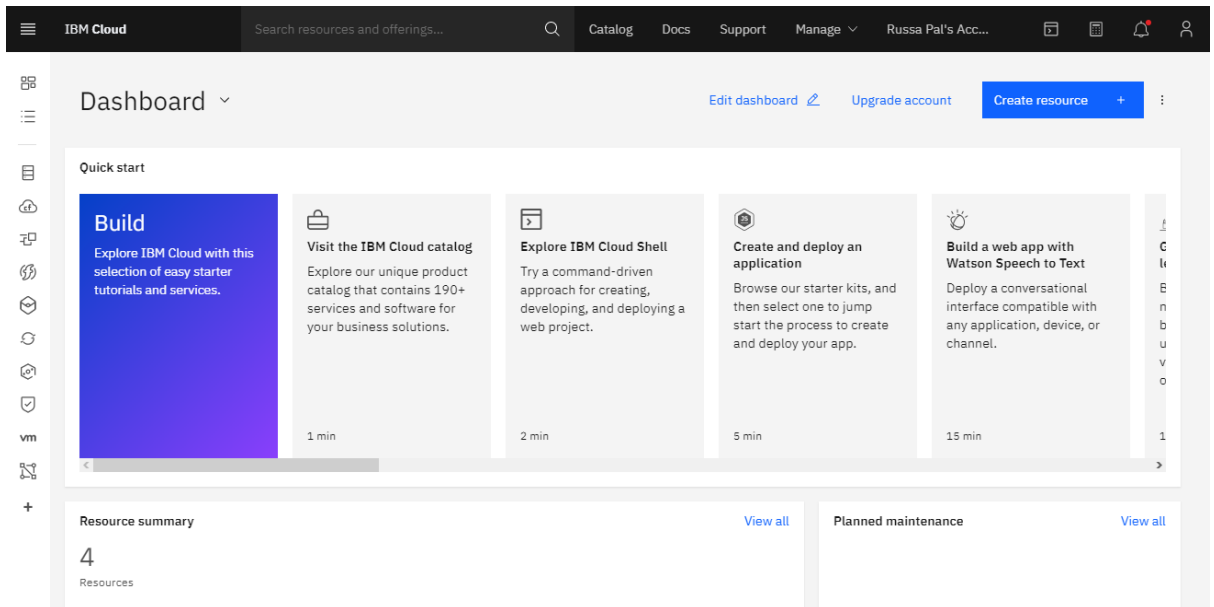 IBM Cloud
Search resources and offerings...
Catalog
Docs
Support
Manage
Russa Pal's Acc...
Dashboard
Edit dashboard
Upgrade account
Create resource +
Quick start
Build
Explore IBM Cloud with this
selection of easy starter
tutorials and services.
Visit the IBM Cloud catalog
Explore our unique product
catalog that contains 190+
services and software for
your business solutions.
1 min
Explore IBM Cloud Shell
Try a command-driven
approach for creating,
developing, and deploying a
web project.
2 min
Create and deploy an
application
Browse our starter kits, and
then select one to jump
start the process to create
and deploy your app.
5 min
Build a web app with
Watson Speech to Text
Deploy a conversational
interface compatible with
any application, device, or
channel.
15 min
vm
Resource summary
View all
4
Resources
Planned maintenance
View all